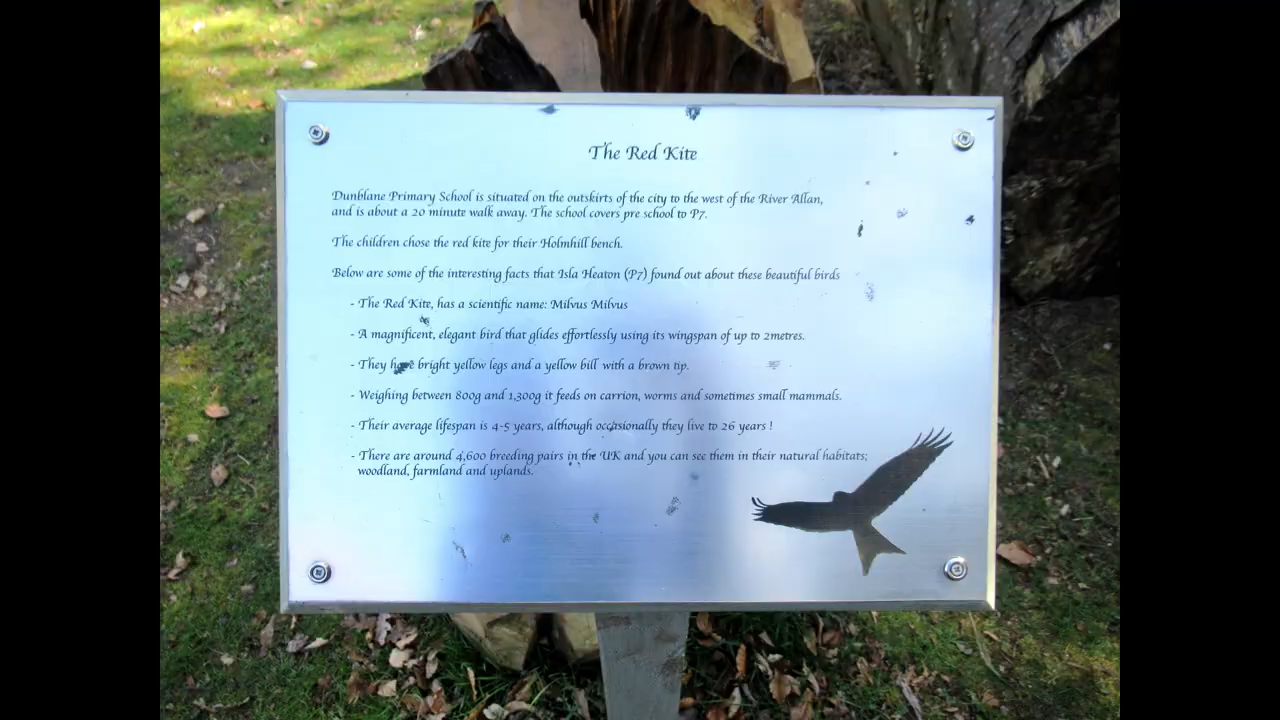 The Red Kite
Dunblane Primary School is situated on the outskirts of the city to the west of the River Allan,
and is about a 20 minute walk away. The school covers pre school to P7.
The children chose the red kite for their Holmhill bench.
Below are some of the interesting facts that Isla Heaton (P7) found out about these beautiful birds
- The Red Kite, has a scientific name: Milvus Milvus
- A magnificent, elegant bird that glides effortlessly using its wingspan of up to 2metres.
- They have bright yellow legs and a yellow bill with a brown tip.
- Weighing between 800g and 1,300g it feeds on carrion, worms and sometimes small mammals.
- Their average lifespan is 4-5 years, although occasionally they live to 26 years !
- There are around 4,600 breeding pairs in the UK and you can see them in their natural habitats;
woodland, farmland and uplands.